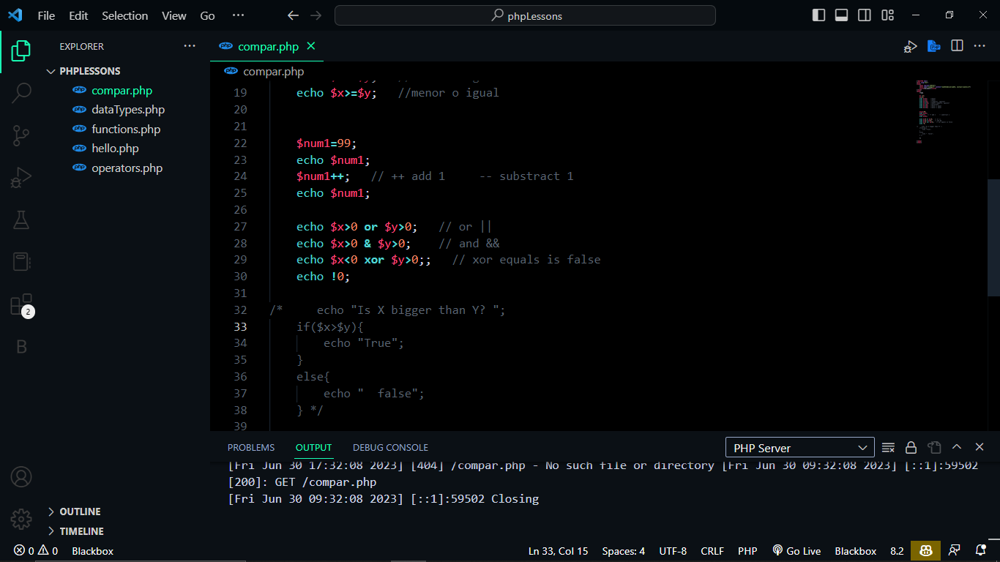 File Edit Selection View Go ··· phpLessons
EXPLORER ···
PHPLESSONS
compar.php
dataTypes.php
functions.php
hello.php
operators.php
2
B
OUTLINE
TIMELINE
php compar.php
php compar.php
19 echo $x>=$y; //menor o igual
20
21
22 $num1=99;
23 echo $num1;
24 $num1++; // ++ add 1 -- substract 1
25 echo $num1;
26
27 echo $x>0 or $y>0; // or ||
28 echo $x>0 & $y>0; // and &&
29 echo $x<0 xor $y>0;; // xor equals is false
30 echo !0;
31
32 /* echo "Is X bigger than Y? ";
33 if($x>$y){
34 echo "True";
35 }
36 else{
37 echo " false";
38 } */
39
PROBLEMS OUTPUT DEBUG CONSOLE PHP Server
[Fri Jun 30 17:32:08 2023] [404] /compar.php - No such file or directory [Fri Jun 30 09:32:08 2023] [::1]:59502
[200]: GET /compar.php
[Fri Jun 30 09:32:08 2023] [::1]:59502 Closing
0 0 Blackbox Ln 33, Col 15 Spaces: 4 UTF-8 CRLF PHP Go Live Blackbox 8.2